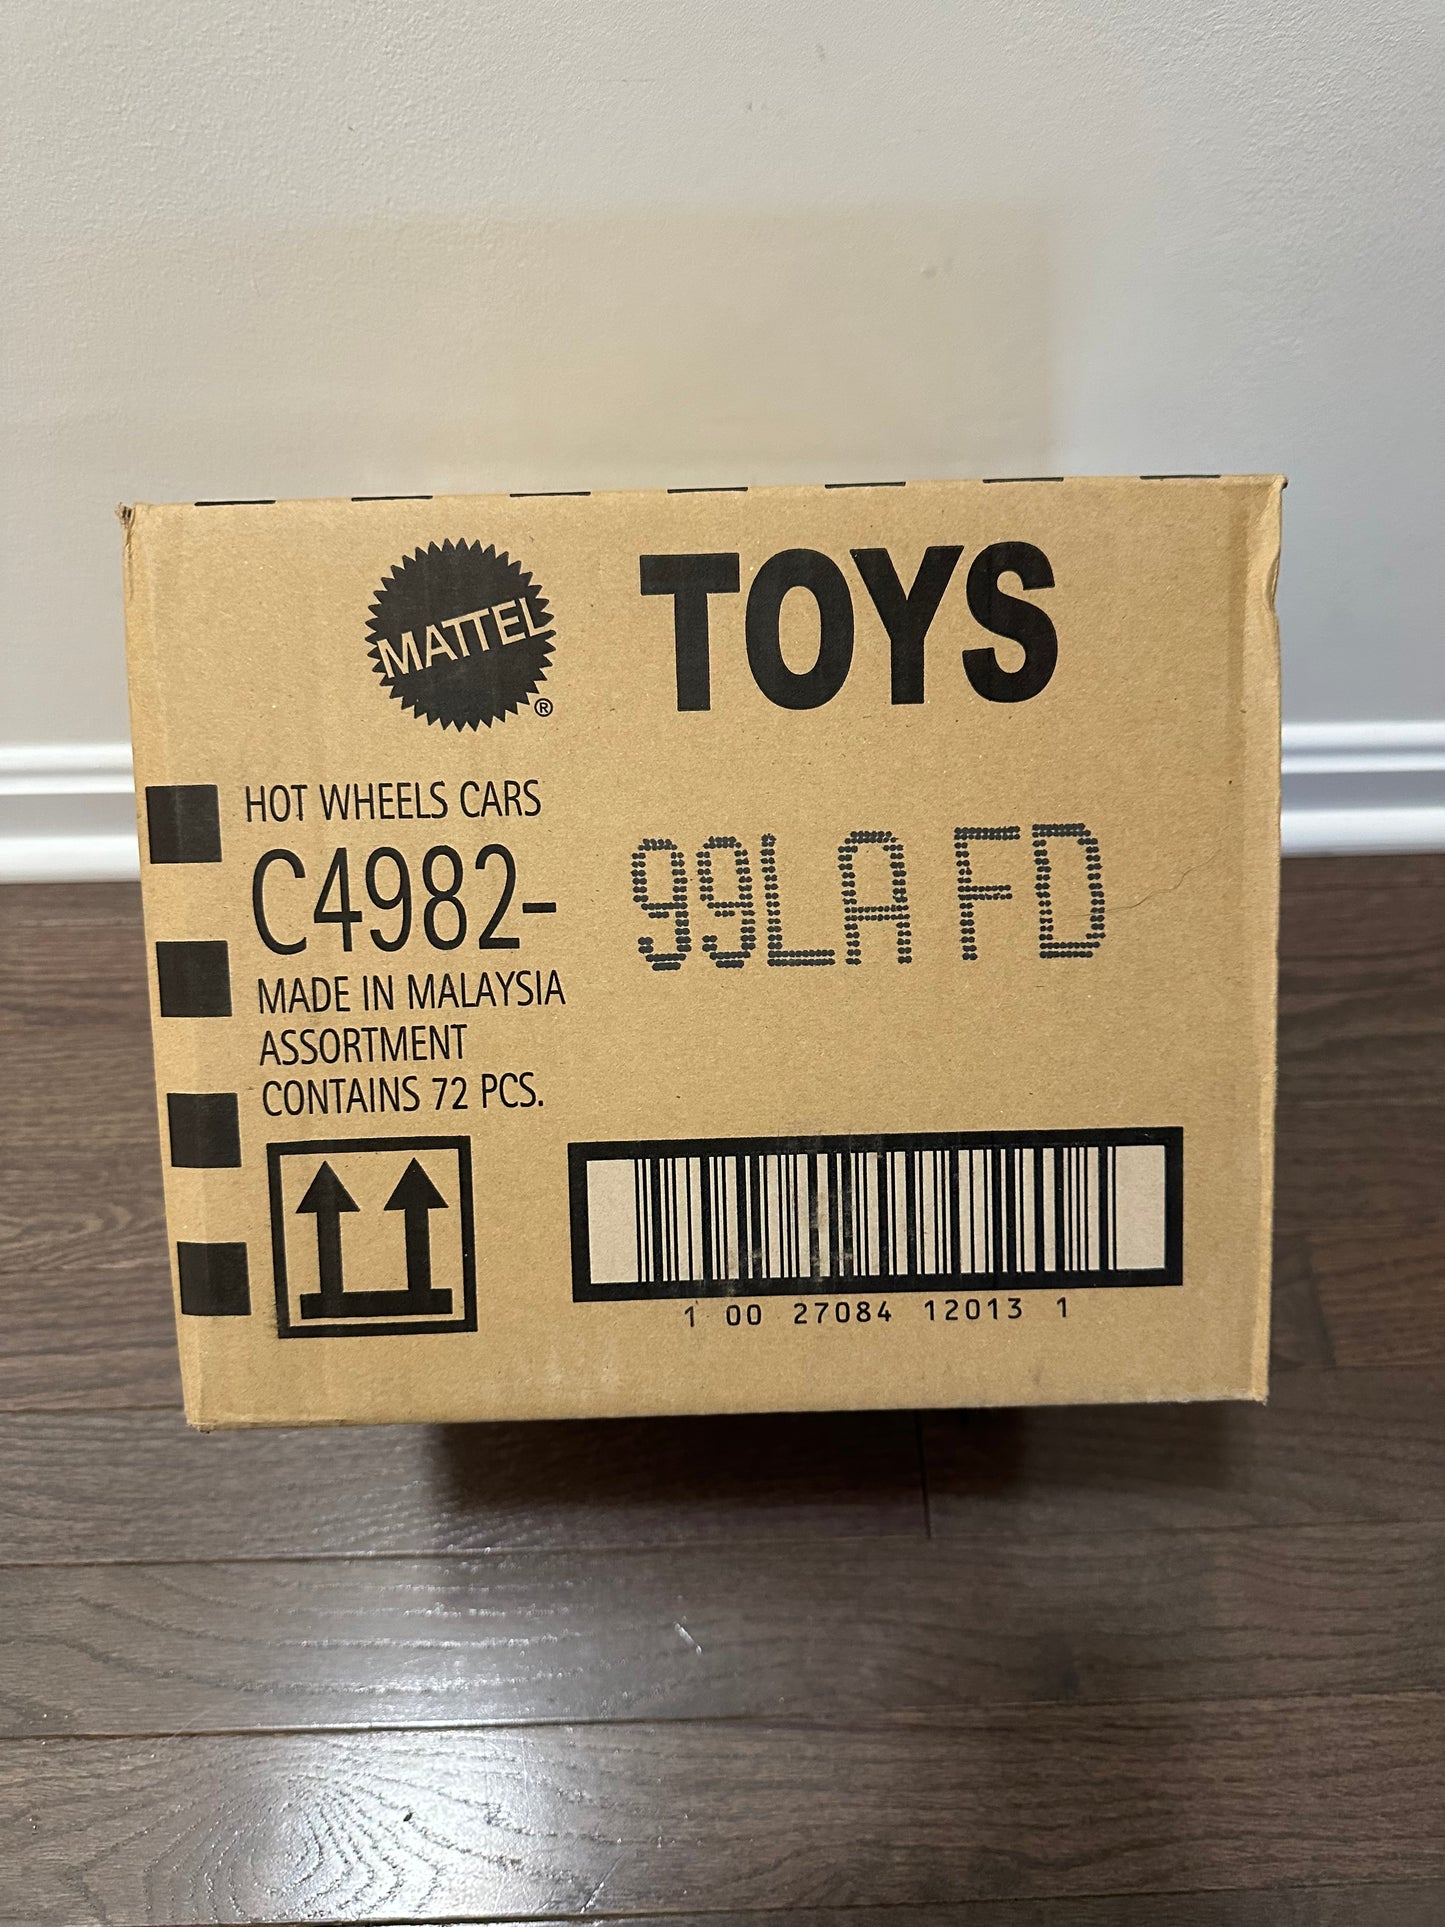 MATTEL ® TOYS
HOT WHEELS CARS
C4982- 99LA FD
MADE IN MALAYSIA
ASSORTMENT
CONTAINS 72 PCS.
1 00 27084 12013 1